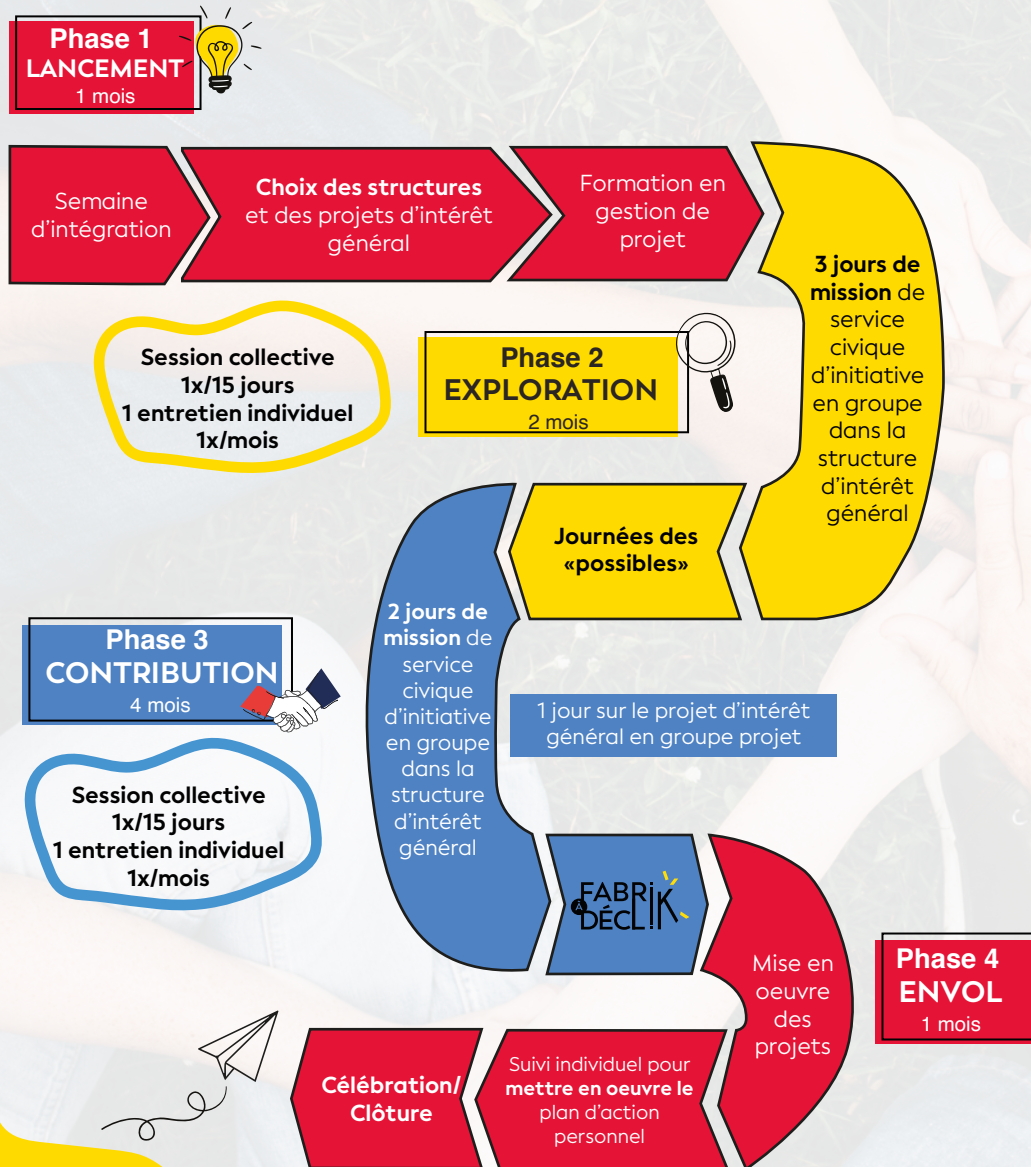 Phase 1
LANCEMENT
1 mois
Semaine
d'intégration
Choix des structures
et des projets d'intérêt
général
Formation en
gestion de
projet
3 jours de
mission de
service
civique
d'initiative
en groupe
dans la
structure
d'intérêt
général
Session collective
1x/15 jours
1 entretien individuel
1x/mois
Phase 2
EXPLORATION
2 mois
Journées des
«possibles»
2 jours de
mission de
service
civique
d'initiative
en groupe
dans la
structure
d'intérêt
général
Phase 3
CONTRIBUTION
4 mois
1 jour sur le projet d'intérêt
général en groupe projet
Session collective
1x/15 jours
1 entretien individuel
1x/mois
FABRIK
À DÉCLIK
Mise en
oeuvre
des
projets
Phase 4
ENVOL
1 mois
Suivi individuel pour
mettre en oeuvre le
plan d'action
personnel
Célébration/
Clôture